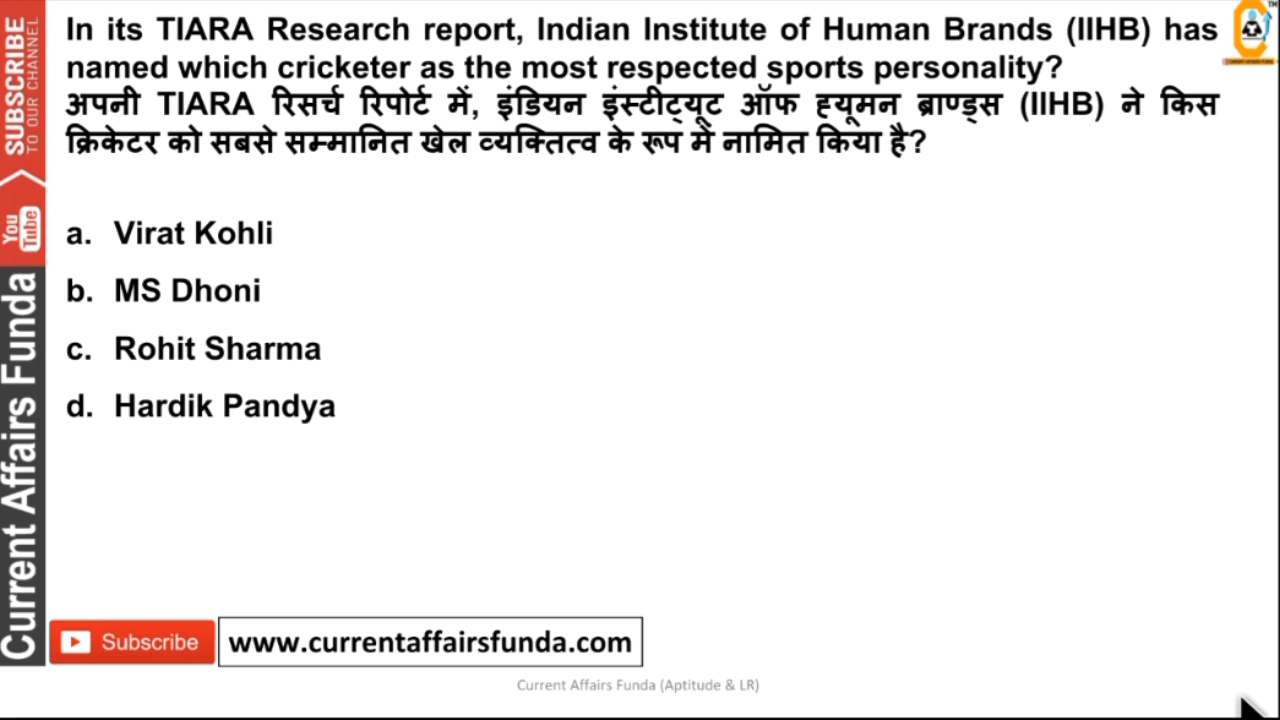 In its TIARA Research report, Indian Institute of Human Brands (IIHB) has
named which cricketer as the most respected sports personality?
अपनी TIARA रिसर्च रिपोर्ट में, इंडियन इंस्टीट्यूट ऑफ ह्यूमन ब्राण्ड्स (IIHB) ने किस
क्रिकेटर को सबसे सम्मानित खेल व्यक्तित्व के रूप में नामित किया है?
a. Virat Kohli
b. MS Dhoni
c. Rohit Sharma
d. Hardik Pandya
SUBSCRIBE
TO OUR CHANNEL
You
Tube
Current Affairs Funda
Subscribe
www.currentaffairsfunda.com
Current Affairs Funda (Aptitude & LR)